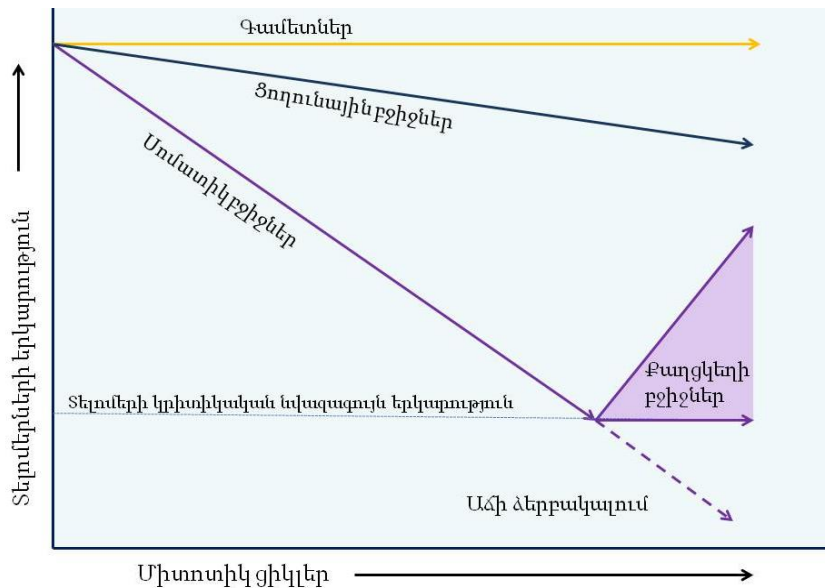 Գամետներ
Ցողունային բջիջներ
Սոմատիկ բջիջներ
Տելոմերների երկարություն
Քաղցկեղի
բջիջներ
Տելոմերի կրիտիկական նվազագույն երկարություն
Աճի ձերբակալում
Միտոտիկ ցիկլեր